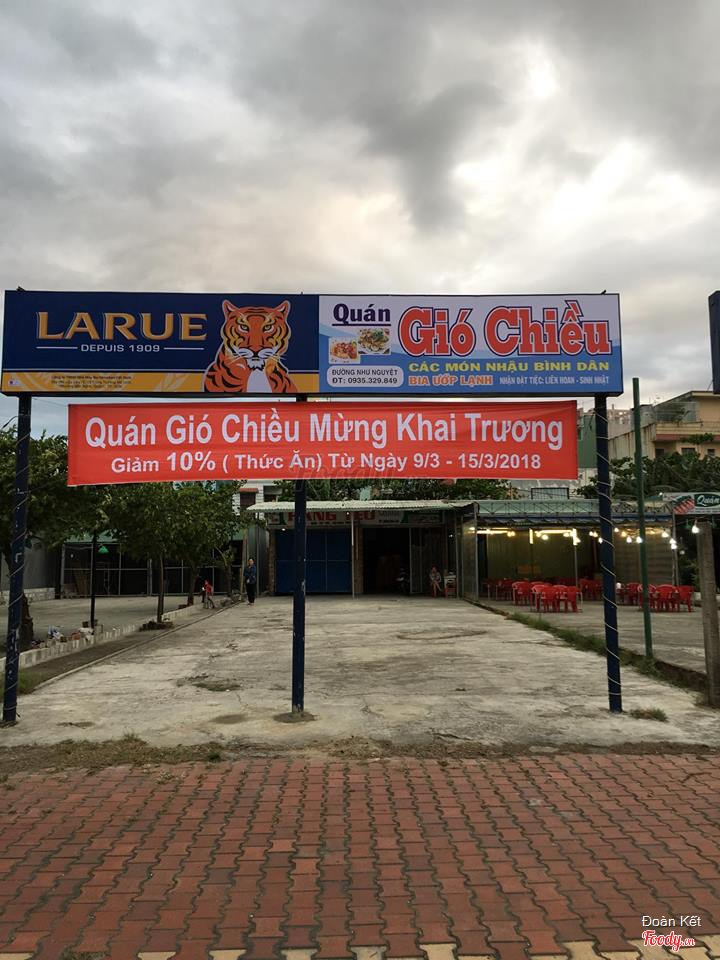 LARUE
DEPUIS 1909
Quán
Gió Chiều
CÁC MÓN NHẬU BÌNH DÂN
ĐƯỜNG NHƯ NGUYỆT
ĐT: 0935.329.849
BIA ƯỚP LẠNH NHẬN ĐẶT TIỆC: LIÊN HOAN - SINH NHẬT
Quán Gió Chiều Mừng Khai Trương
Giảm 10% ( Thức Ăn) Từ Ngày 9/3 - 15/3/2018
Quán
Đoàn Kết
Foody.vn